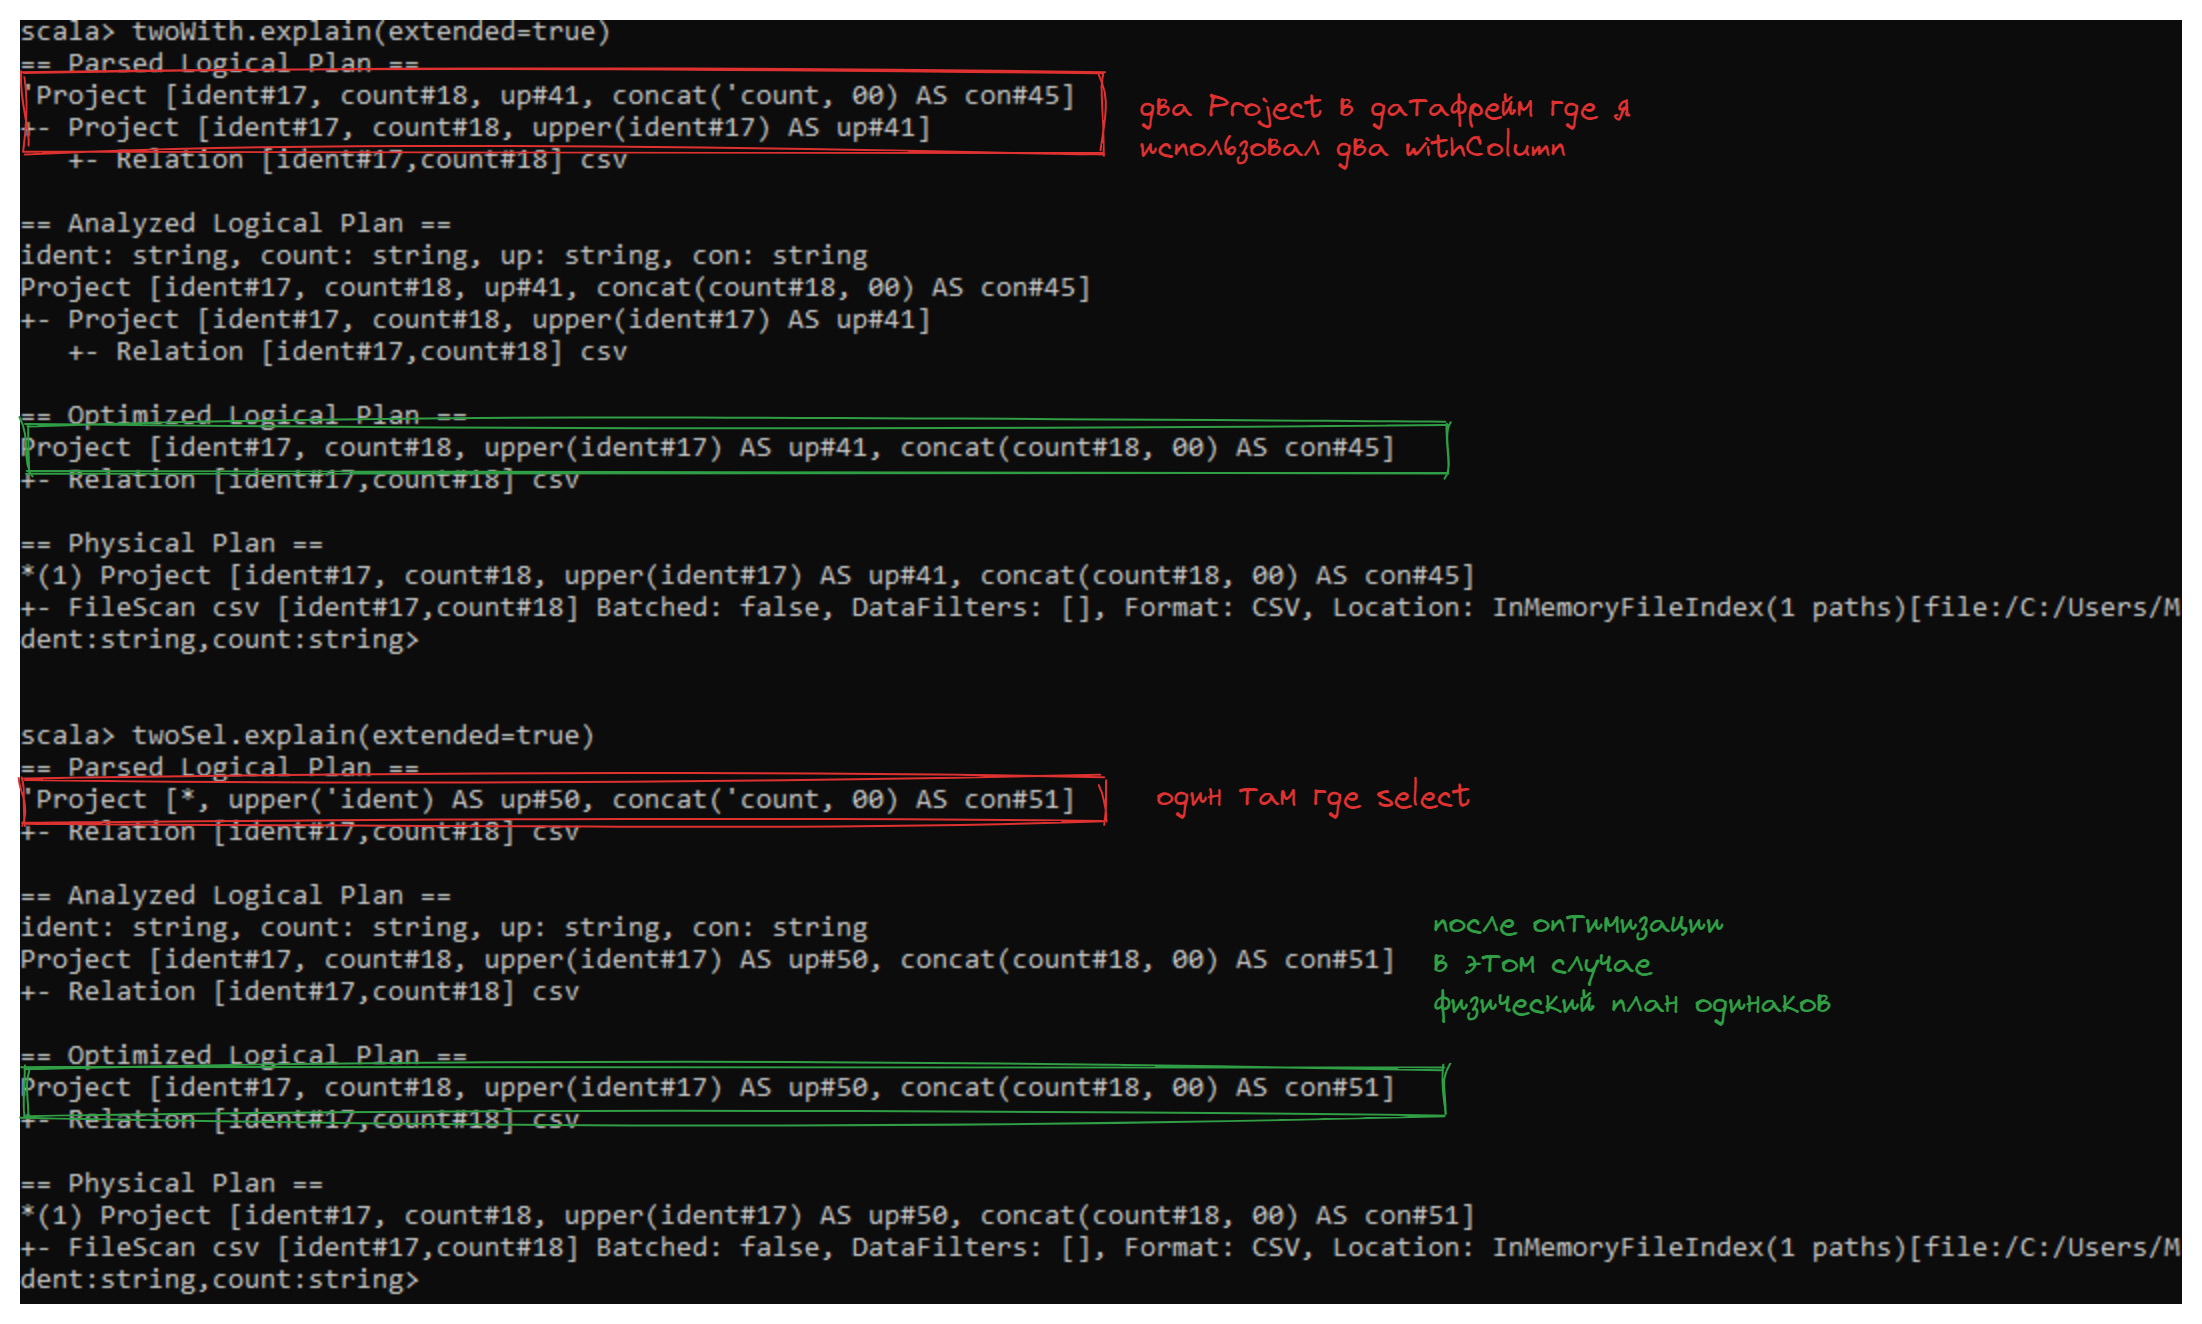 scala> twoWith.explain(extended=true)
== Parsed Logical Plan ==
'Project [ident#17, count#18, up#41, concat('count, 00) AS con#45]
+- Project [ident#17, count#18, upper(ident#17) AS up#41]
   +- Relation [ident#17,count#18] csv
два Project в датафрейм где я
использовал два withColumn
== Analyzed Logical Plan ==
ident: string, count: string, up: string, con: string
Project [ident#17, count#18, up#41, concat(count#18, 00) AS con#45]
+- Project [ident#17, count#18, upper(ident#17) AS up#41]
   +- Relation [ident#17,count#18] csv
== Optimized Logical Plan ==
Project [ident#17, count#18, upper(ident#17) AS up#41, concat(count#18, 00) AS con#45]
+- Relation [ident#17,count#18] csv
== Physical Plan ==
*(1) Project [ident#17, count#18, upper(ident#17) AS up#41, concat(count#18, 00) AS con#45]
+- FileScan csv [ident#17,count#18] Batched: false, DataFilters: [], Format: CSV, Location: InMemoryFileIndex(1 paths)[file:/C:/Users/M
dent:string,count:string>
scala> twoSel.explain(extended=true)
== Parsed Logical Plan ==
'Project [*, upper('ident) AS up#50, concat('count, 00) AS con#51]
+- Relation [ident#17,count#18] csv
один там где select
== Analyzed Logical Plan ==
ident: string, count: string, up: string, con: string
Project [ident#17, count#18, upper(ident#17) AS up#50, concat(count#18, 00) AS con#51]
+- Relation [ident#17,count#18] csv
после оптимизации
в этом случае
физический план одинаков
== Optimized Logical Plan ==
Project [ident#17, count#18, upper(ident#17) AS up#50, concat(count#18, 00) AS con#51]
+- Relation [ident#17,count#18] csv
== Physical Plan ==
*(1) Project [ident#17, count#18, upper(ident#17) AS up#50, concat(count#18, 00) AS con#51]
+- FileScan csv [ident#17,count#18] Batched: false, DataFilters: [], Format: CSV, Location: InMemoryFileIndex(1 paths)[file:/C:/Users/M
dent:string,count:string>